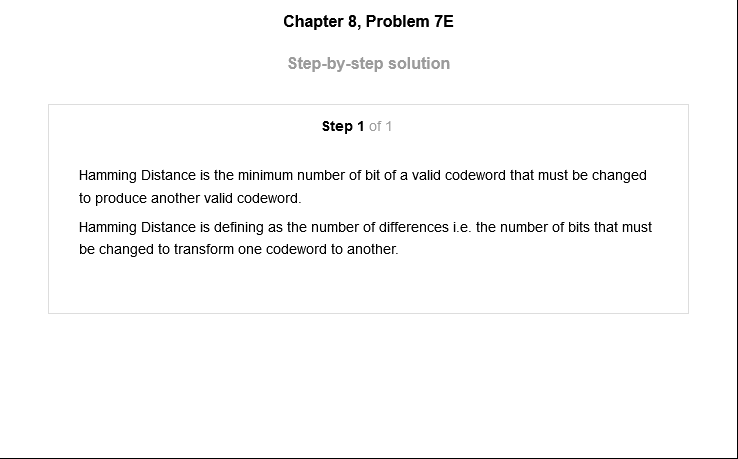 Chapter 8, Problem 7E
Step-by-step solution
Step 1 of 1
Hamming Distance is the minimum number of bit of a valid codeword that must be changed
to produce another valid codeword.
Hamming Distance is defining as the number of differences i.e. the number of bits that must
be changed to transform one codeword to another.